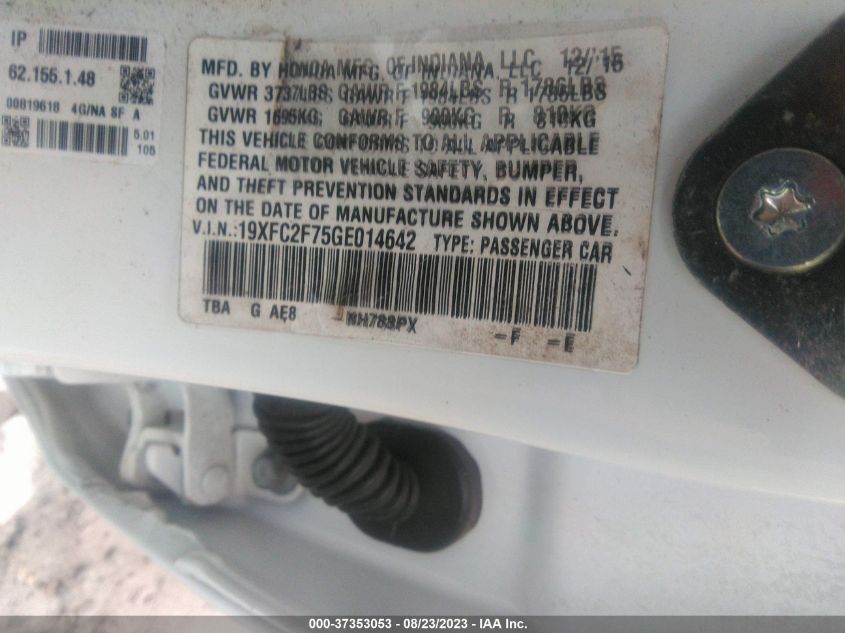 IP
62.155.1.48
00819618 4G/NA SF A
5.01
105
MFD. BY HONDA MFG. OF INDIANA, LLC 12/'15
GVWR 3737LBS GAWR F 1984LBS R 1786LBS
GVWR 1695KG, GAWR F 900KG R 810KG
THIS VEHICLE CONFORMS TO ALL APPLICABLE
FEDERAL MOTOR VEHICLE SAFETY, BUMPER,
AND THEFT PREVENTION STANDARDS IN EFFECT
ON THE DATE OF MANUFACTURE SHOWN ABOVE.
V.I.N.:19XFC2F75GE014642 TYPE: PASSENGER CAR
TBA G AE8 NH788PX =F =E
000-37353053 - 08/23/2023 - IAA Inc.